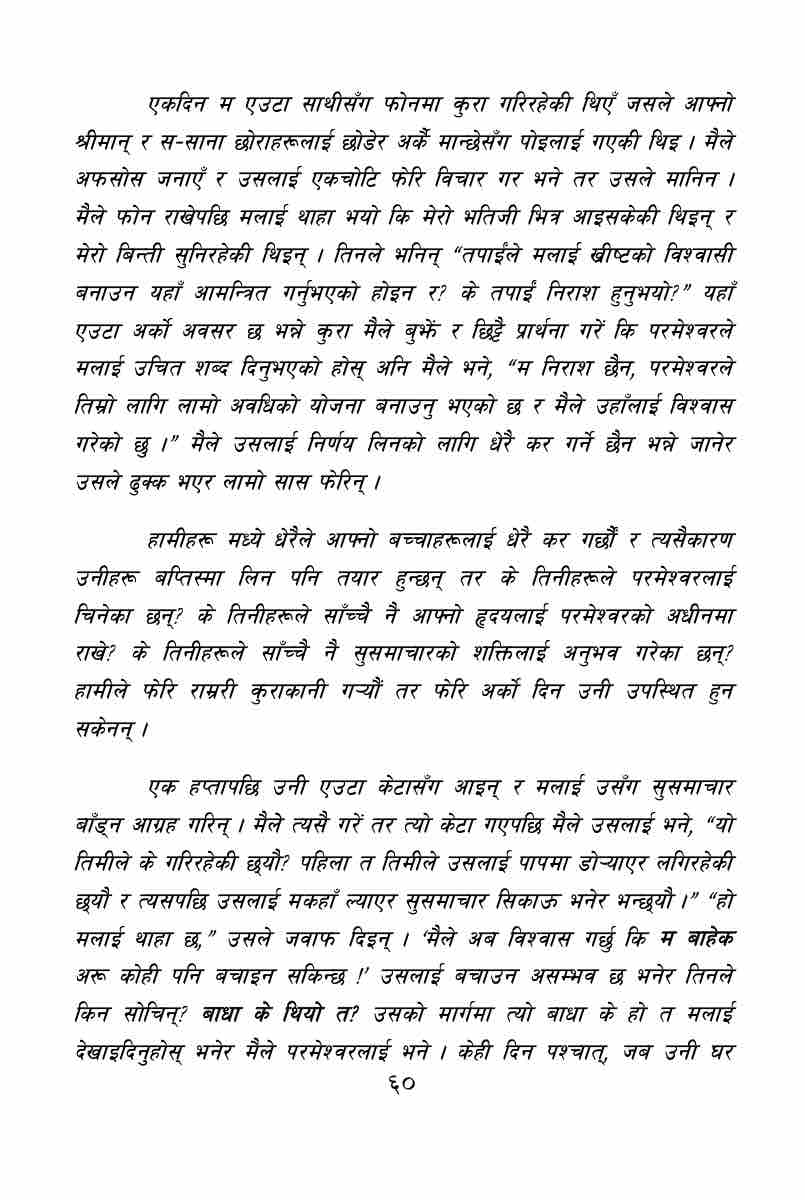 एकदिन म एउटा साथीसँग फोनमा कुरा गरिरहेकी थिएँ जसले आफ्नो
श्रीमान् र स-साना छोराहरूलाई छोडेर अर्कै मान्छेसँग पोइलाई गएकी थिइ । मैले
अफसोस जनाएँ र उसलाई एकचोटि फेरि विचार गर भने तर उसले मानिन ।
मैले फोन राखेपछि मलाई थाहा भयो कि मेरो भतिजी भित्र आइसकेकी थिइन् र
मेरो बिन्ती सुनिरहेकी थिइन् । तिनले भनिन् “तपाईंले मलाई ख्रीष्टको विश्वासी
बनाउन यहाँ आमन्त्रित गर्नुभएको होइन र? के तपाईं निराश हुनुभयो?” यहाँ
एउटा अर्को अवसर छ भन्ने कुरा मैले बुझें र छिट्टै प्रार्थना गरें कि परमेश्वरले
मलाई उचित शब्द दिनुभएको होस् अनि मैले भने, “म निराश छैन, परमेश्वरले
तिम्रो लागि लामो अवधिको योजना बनाउनु भएको छ र मैले उहाँलाई विश्वास
गरेको छु ।” मैले उसलाई निर्णय लिनको लागि धेरै कर गर्ने छैन भन्ने जानेर
उसले ढुक्क भएर लामो सास फेरिन् ।
हामीहरू मध्ये धेरैले आफ्नो बच्चाहरूलाई धेरै कर गर्छौं र त्यसैकारण
उनीहरू बप्तिस्मा लिन पनि तयार हुन्छन् तर के तिनीहरूले परमेश्वरलाई
चिनेका छन्? के तिनीहरूले साँच्चै नै आफ्नो हृदयलाई परमेश्वरको अधीनमा
राखे? के तिनीहरूले साँच्चै नै सुसमाचारको शक्तिलाई अनुभव गरेका छन्?
हामीले फेरि राम्ररी कुराकानी गर्‍यौं तर फेरि अर्को दिन उनी उपस्थित हुन
सकेनन् ।
एक हप्तापछि उनी एउटा केटासँग आइन् र मलाई उसँग सुसमाचार
बाँड्न आग्रह गरिन् । मैले त्यसै गरें तर त्यो केटा गएपछि मैले उसलाई भने, “यो
तिमीले के गरिरहेकी छ्यौ? पहिला त तिमीले उसलाई पापमा डोर्‍याएर लगिरहेकी
छ्यौ र त्यसपछि उसलाई मकहाँ ल्याएर सुसमाचार सिकाऊ भनेर भन्छ्यौ ।” “हो
मलाई थाहा छ,” उसले जवाफ दिइन् । ‘मैले अब विश्वास गर्छु कि म बाहेक
अरू कोही पनि बचाइन सकिन्छ !’ उसलाई बचाउन असम्भव छ भनेर तिनले
किन सोचिन्? बाधा के थियो त? उसको मार्गमा त्यो बाधा के हो त मलाई
देखाइदिनुहोस् भनेर मैले परमेश्वरलाई भने । केही दिन पश्चात्, जब उनी घर
६०